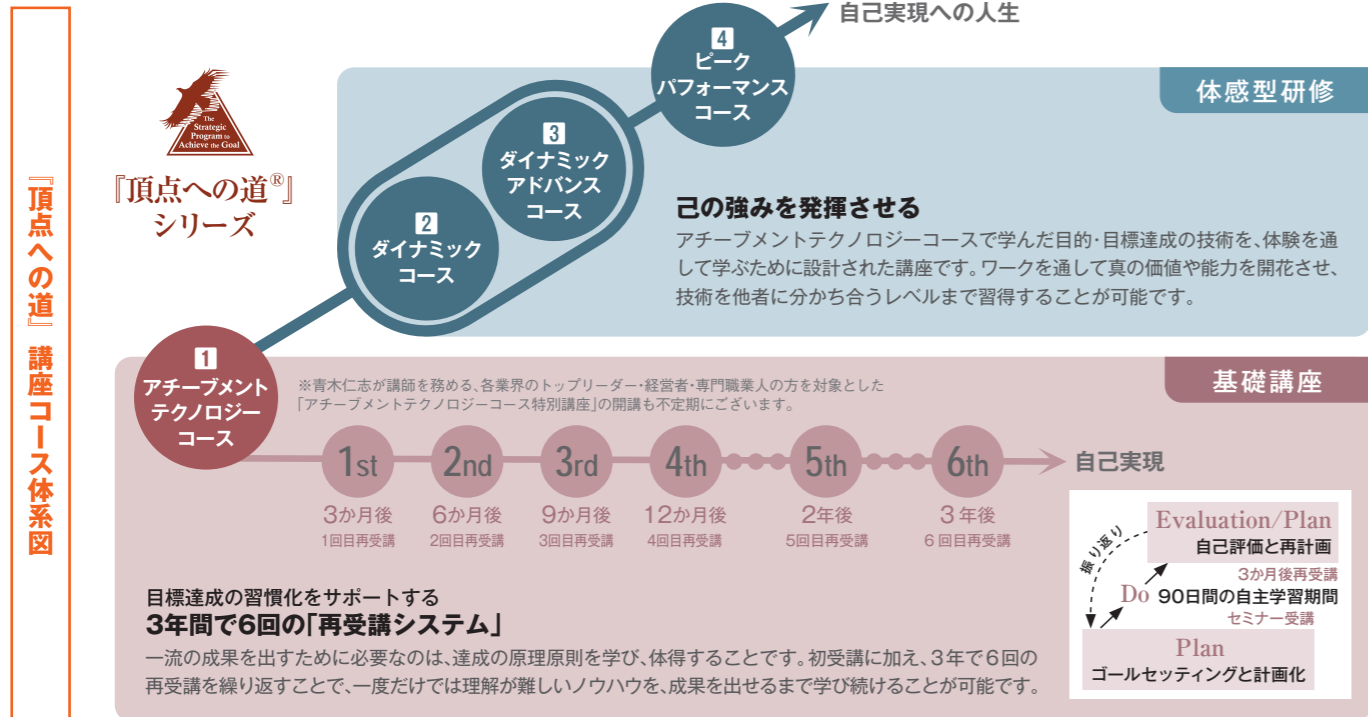 『頂点への道』講座コース体系図
The
Strategic
Program to
Achieve the Goal
『頂点への道®』
シリーズ
自己実現への人生
4
ピーク
パフォーマンス
コース
3
ダイナミック
アドバンス
コース
2
ダイナミック
コース
体感型研修
己の強みを発揮させる
アチーブメントテクノロジーコースで学んだ目的・目標達成の技術を、体験を通
して学ぶために設計された講座です。ワークを通して真の価値や能力を開花させ、
技術を他者に分かち合うレベルまで習得することが可能です。
1
アチーブメント
テクノロジー
コース
基礎講座
※青木仁志が講師を務める、各業界のトップリーダー・経営者・専門職業人の方を対象とした
「アチーブメントテクノロジーコース特別講座」の開講も不定期にございます。
1st 2nd 3rd 4th 5th 6th 自己実現
3か月後 6か月後 9か月後 12か月後 2年後 3年後
1回目再受講 2回目再受講 3回目再受講 4回目再受講 5回目再受講 6回目再受講
目標達成の習慣化をサポートする
3年間で6回の「再受講システム」
一流の成果を出すために必要なのは、達成の原理原則を学び、体得することです。初受講に加え、3年で6回の
再受講を繰り返すことで、一度だけでは理解が難しいノウハウを、成果を出せるまで学び続けることが可能です。
Evaluation/Plan
自己評価と再計画
振り返り
3か月後再受講
Do 90日間の自主学習期間
セミナー受講
Plan
ゴールセッティングと計画化